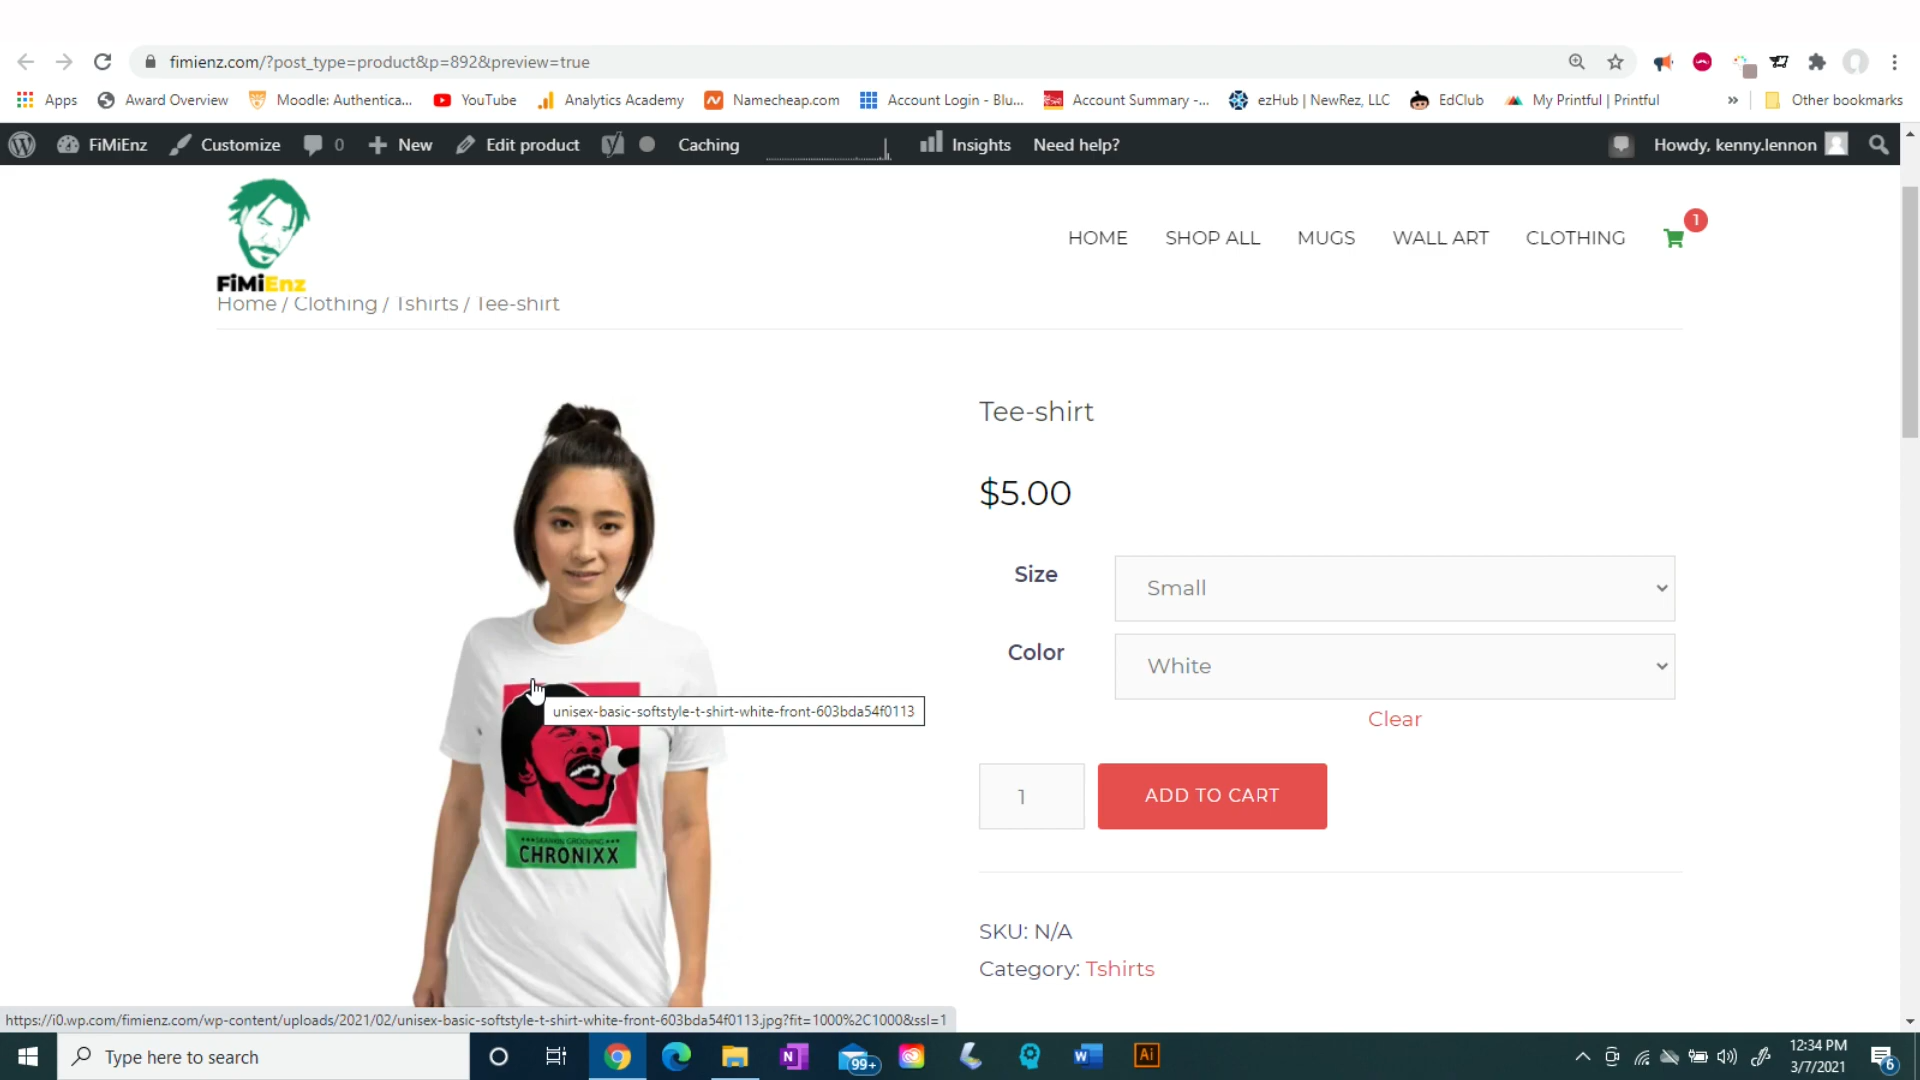 fimienz.com/?post_type=product&p=892&preview=true
Apps Award Overview Moodle: Authentica... YouTube Analytics Academy Namecheap.com Account Login - Blu... Account Summary -... ezHub | NewRez, LLC EdClub My Printful | Printful » Other bookmarks
FiMiEnz Customize 0 New Edit product Caching Insights Need help? Howdy, kenny.lennon
FiMiEnz
HOME SHOP ALL MUGS WALL ART CLOTHING 1
Home / Clothing / Tshirts / Tee-shirt
Tee-shirt
$5.00
Size Small
Color White
Clear
unisex-basic-softstyle-t-shirt-white-front-603bda54f0113
CHRONIXX
1 ADD TO CART
SKU: N/A
Category: Tshirts
https://i0.wp.com/fimienz.com/wp-content/uploads/2021/02/unisex-basic-softstyle-t-shirt-white-front-603bda54f0113.jpg?fit=1000%2C1000&ssl=1
Type here to search
N 99+ Ai
12:34 PM
3/7/2021
6